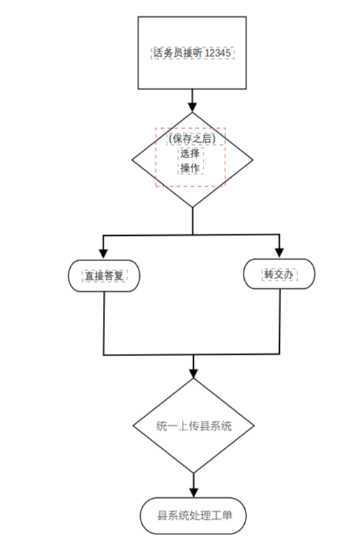 话务员接听 12345
(保存之后)
选择
操作
直接答复
转交办
统一上传县系统
县系统处理工单